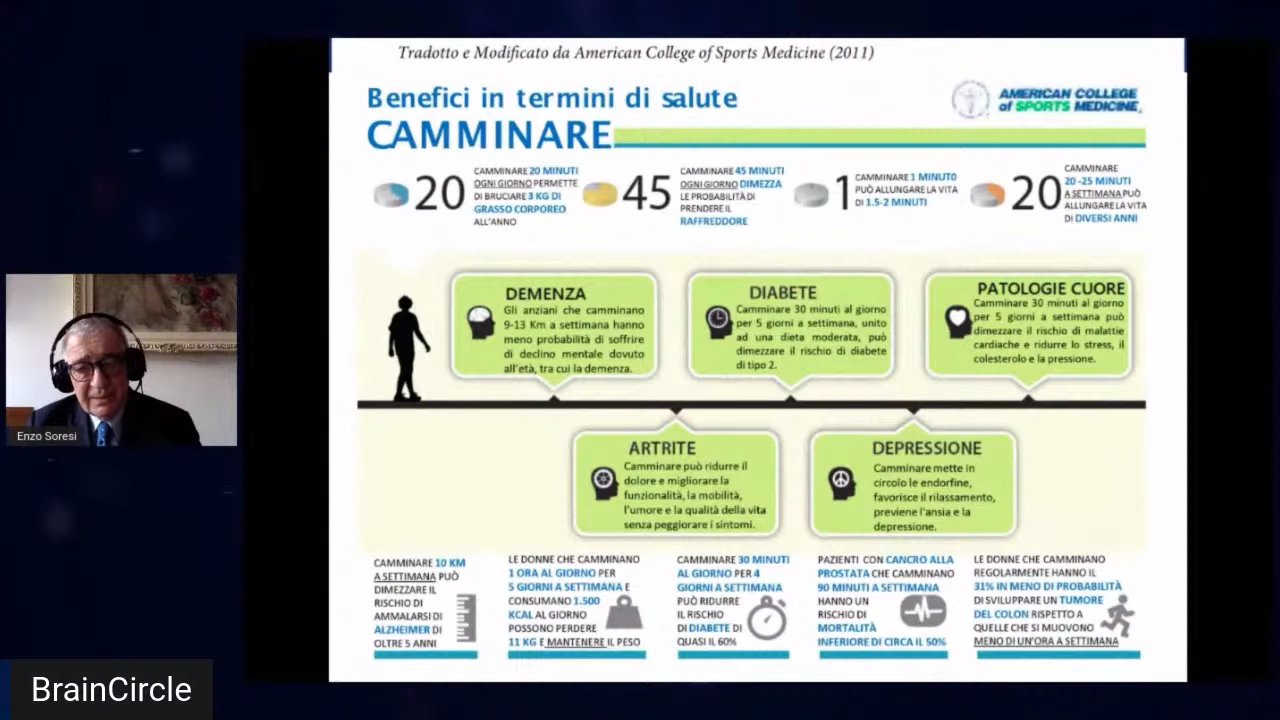 Tradotto e Modificato da American College of Sports Medicine (2011)
Benefici in termini di salute
CAMMINARE
AMERICAN COLLEGE
of SPORTS MEDICINE
20
CAMMINARE 20 MINUTI
OGNI GIORNO PERMETTE
DI BRUCIARE 3 KG DI
GRASSO CORPOREO
ALL'ANNO
45
CAMMINARE 45 MINUTI
OGNI GIORNO DIMEZZA
LE PROBABILITÀ DI
PRENDERE IL
RAFFREDDORE
1
CAMMINARE 1 MINUTO
PUÒ ALLUNGARE LA VITA
DI 1.5-2 MINUTI
20
CAMMINARE
20 -25 MINUTI
A SETTIMANA PUÒ
ALLUNGARE LA VITA
DI DIVERSI ANNI
DEMENZA
Gli anziani che camminano
9-13 Km a settimana hanno
meno probabilità di soffrire
di declino mentale dovuto
all'età, tra cui la demenza.
DIABETE
Camminare 30 minuti al giorno
per 5 giorni a settimana, unito
ad una dieta moderata, può
dimezzare il rischio di diabete
di tipo 2.
PATOLOGIE CUORE
Camminare 30 minuti al giorno
per 5 giorni a settimana può
dimezzare il rischio di malattie
cardiache e ridurre lo stress, il
colesterolo e la pressione.
ARTRITE
Camminare può ridurre il
dolore e migliorare la
funzionalità, la mobilità,
l'umore e la qualità della vita
senza peggiorare i sintomi.
DEPRESSIONE
Camminare mette in
circolo le endorfine,
favorisce il rilassamento,
previene l'ansia e la
depressione.
CAMMINARE 10 KM
A SETTIMANA PUÒ
DIMEZZARE IL
RISCHIO DI
AMMALARSI DI
ALZHEIMER DI
OLTRE 5 ANNI
LE DONNE CHE CAMMINANO
1 ORA AL GIORNO PER
5 GIORNI A SETTIMANA E
CONSUMANO 1.500
KCAL AL GIORNO
POSSONO PERDERE
11 KG E MANTENERE IL PESO
CAMMINARE 30 MINUTI
AL GIORNO PER 4
GIORNI A SETTIMANA
PUÒ RIDURRE
IL RISCHIO
DI DIABETE DI
QUASI IL 60%
PAZIENTI CON CANCRO ALLA
PROSTATA CHE CAMMINANO
90 MINUTI A SETTIMANA
HANNO UN
RISCHIO DI
MORTALITÀ
INFERIORE DI CIRCA IL 50%
LE DONNE CHE CAMMINANO
REGOLARMENTE HANNO IL
31% IN MENO DI PROBABILITÀ
DI SVILUPPARE UN TUMORE
DEL COLON RISPETTO A
QUELLE CHE SI MUOVONO
MENO DI UN'ORA A SETTIMANA
Enzo Soresi
BrainCircle